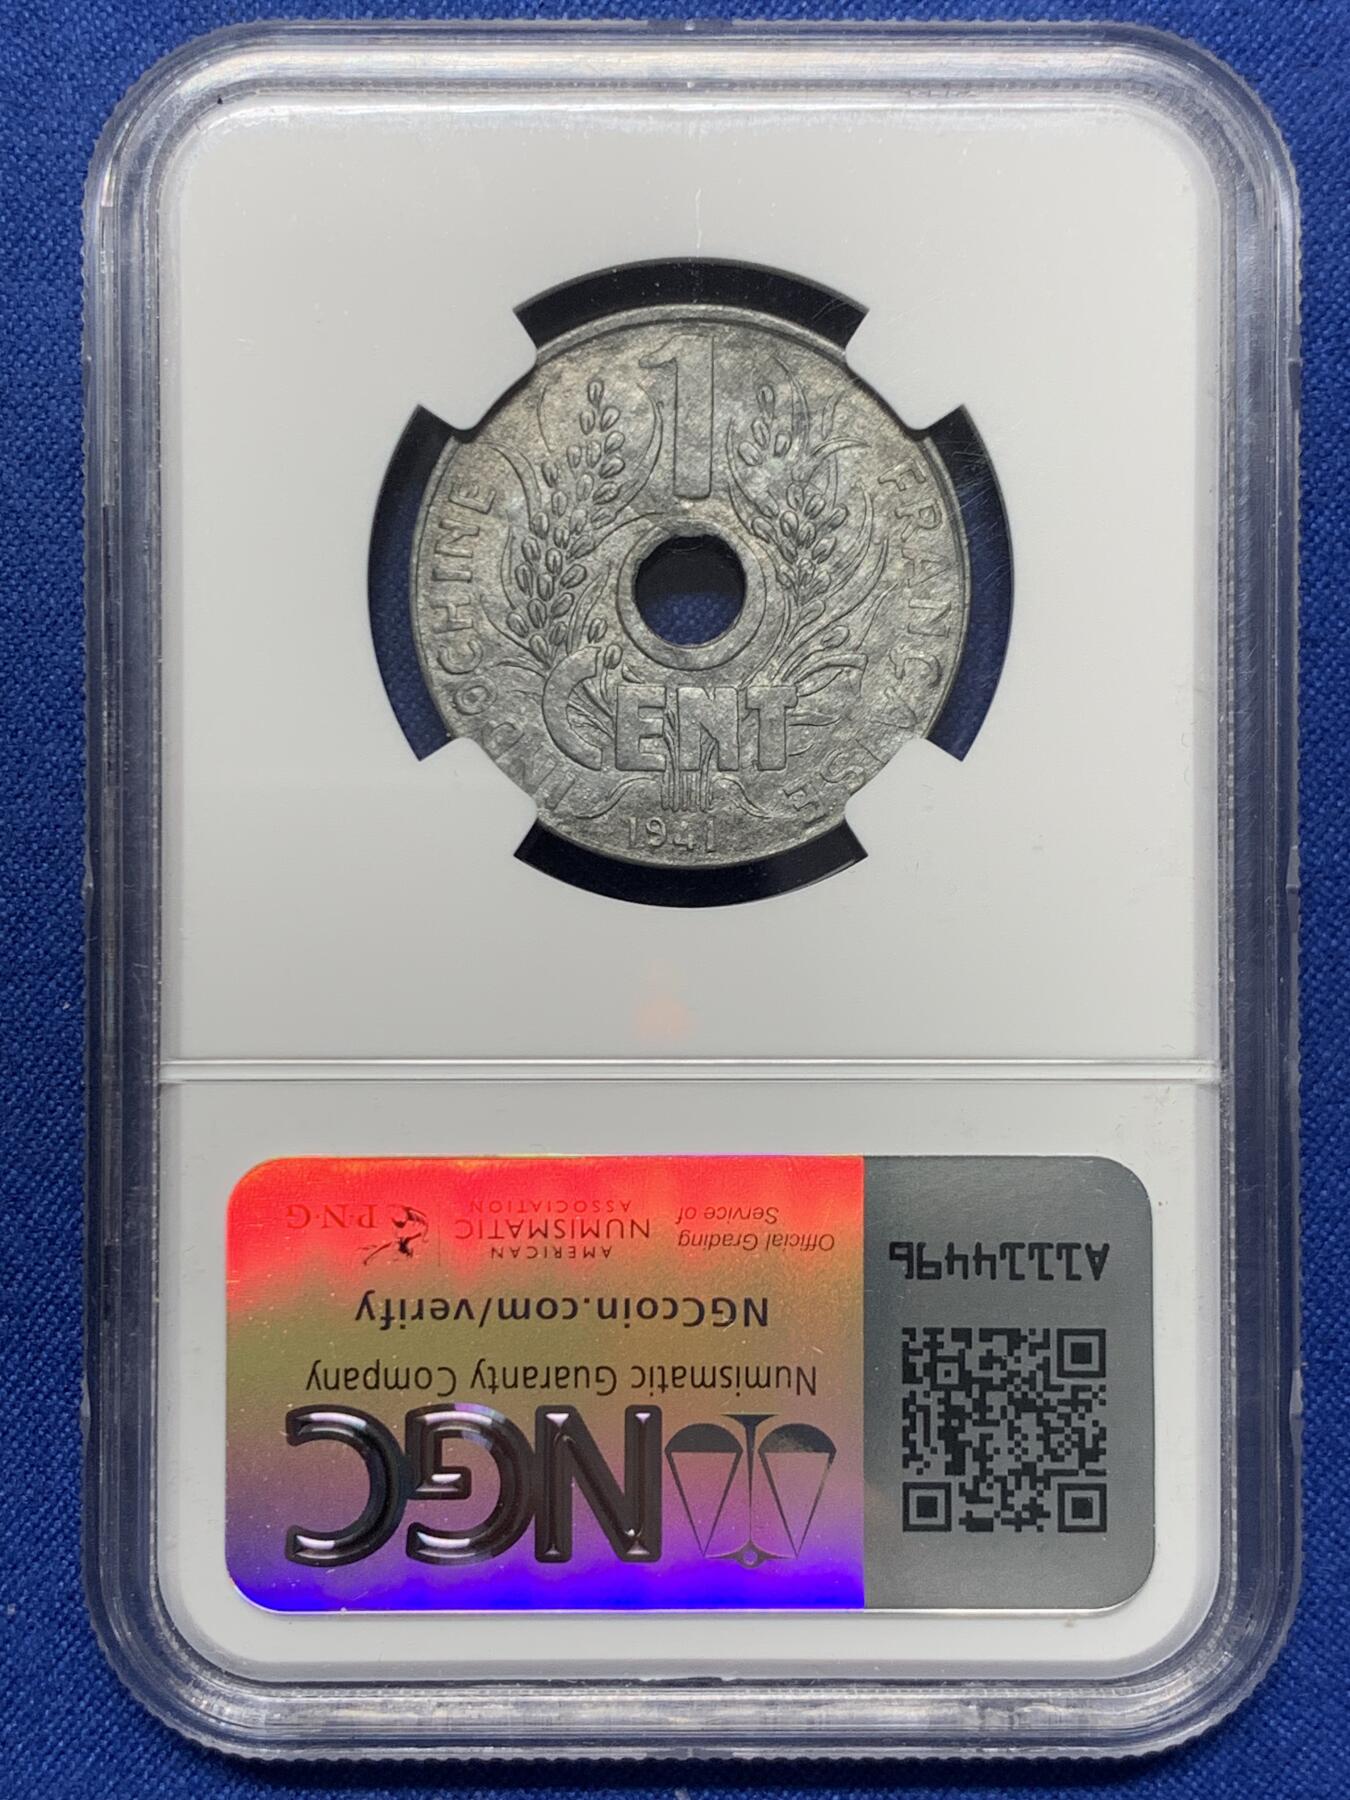 1
INDOCHINE FRANÇAISE
CENT
1941
NGC
Numismatic Guaranty Company
NGCcoin.com/verify
Official Grading
Service of
AMERICAN
NUMISMATIC
ASSOCIATION
P·N·G
A1114496